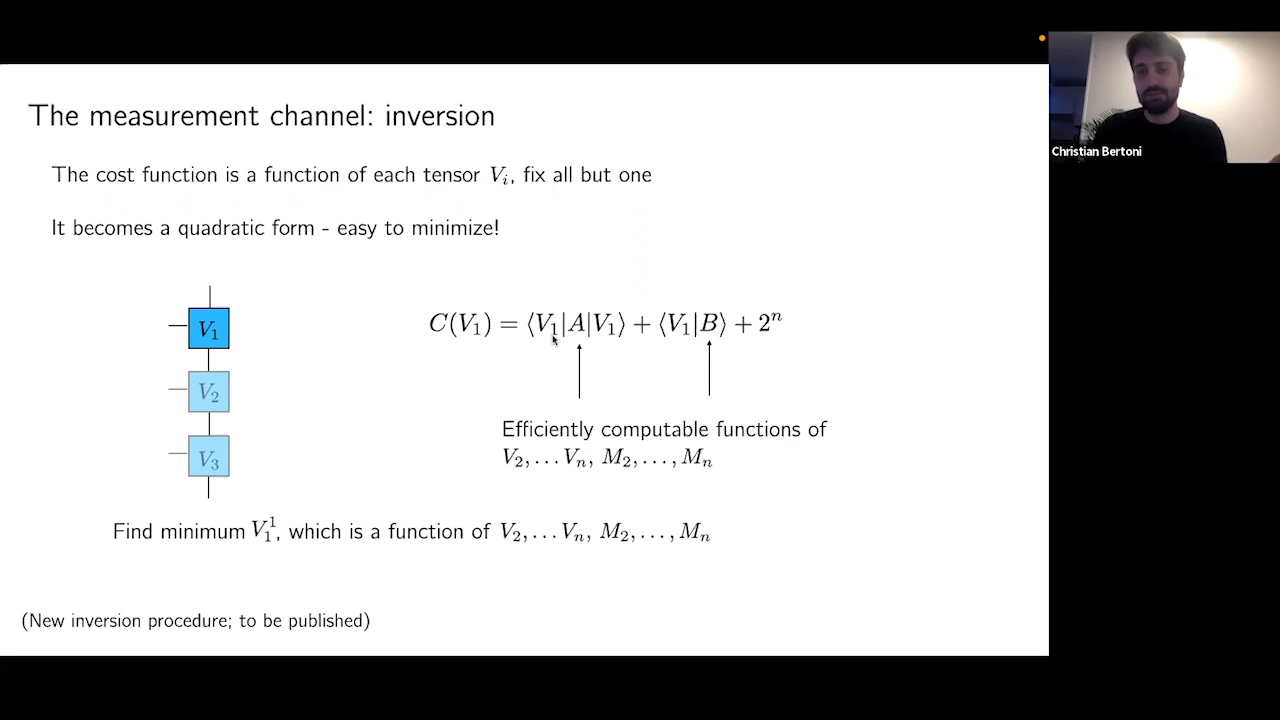 The measurement channel: inversion
Christian Bertoni
The cost function is a function of each tensor $V_i$, fix all but one
It becomes a quadratic form - easy to minimize!
$V_1$
$C(V_1) = \langle V_1|A|V_1\rangle + \langle V_1|B\rangle + 2^n$
$V_2$
Efficiently computable functions of
$V_2, \ldots V_n, M_2, \ldots, M_n$
$V_3$
Find minimum $V_1^1$, which is a function of $V_2, \ldots V_n, M_2, \ldots, M_n$
(New inversion procedure; to be published)